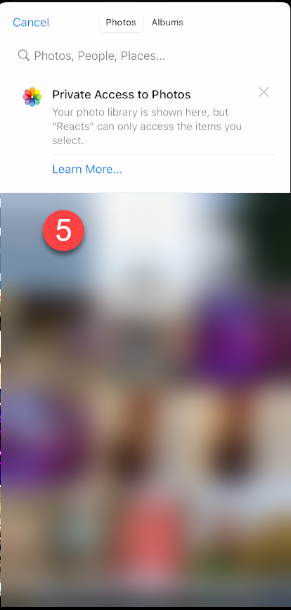 Cancel
Photos
Albums
Photos, People, Places...
Private Access to Photos
Your photo library is shown here, but
"Reacts" can only access the items you
select.
Learn More...
5